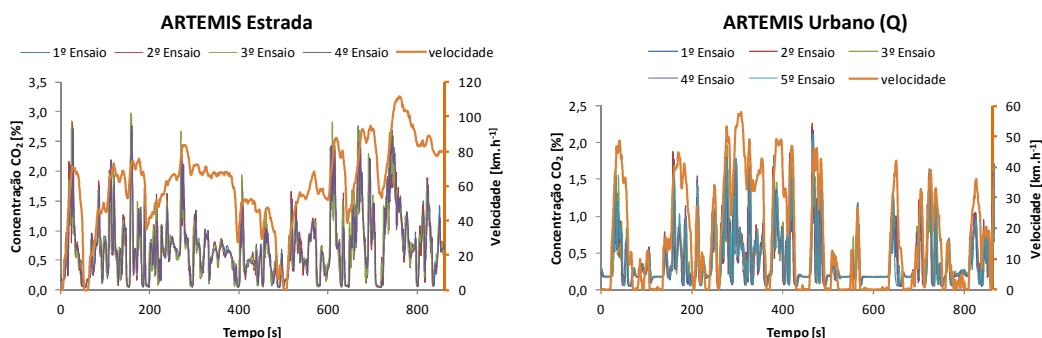 ARTEMIS Estrada
1º Ensaio 2º Ensaio 3º Ensaio 4º Ensaio velocidade
Concentração CO₂ [%]
3,5
3,0
2,5
2,0
1,5
1,0
0,5
0,0
120
100
80
60
40
20
0
Velocidade [km.h⁻¹]
0 200 400 600 800
Tempo [s]
ARTEMIS Urbano (Q)
1º Ensaio 2º Ensaio 3º Ensaio
4º Ensaio 5º Ensaio velocidade
Concentração CO₂ [%]
2,5
2,0
1,5
1,0
0,5
0,0
60
50
40
30
20
10
0
Velocidade [km.h⁻¹]
0 200 400 600 800
Tempo [s]